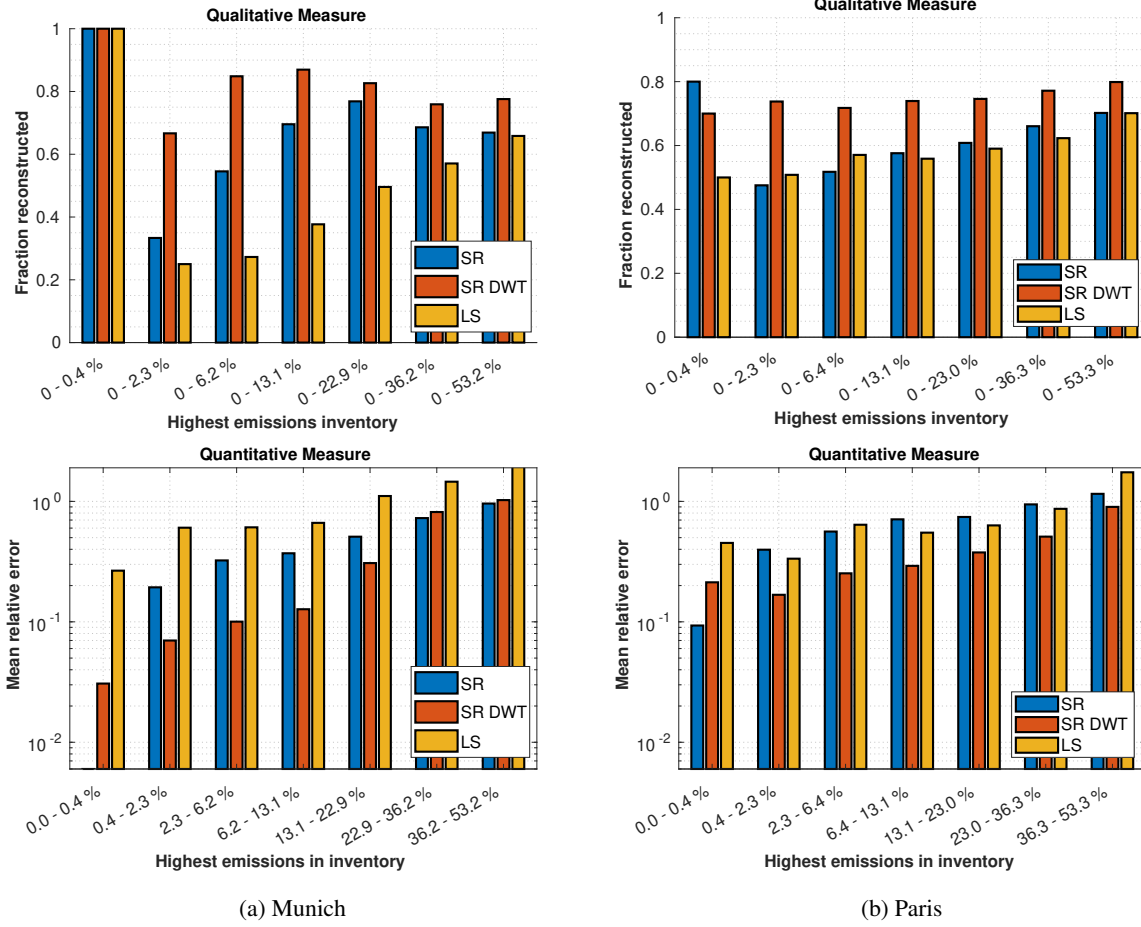 Qualitative Measure
1
0.8
0.6
0.4
0.2
0
Fraction reconstructed
SR
SR DWT
LS
0 - 0.4 %
0 - 2.3 %
0 - 6.2 %
0 - 13.1 %
0 - 22.9 %
0 - 36.2 %
0 - 53.2 %
Highest emissions inventory
Quantitative Measure
10^0
10^-1
10^-2
Mean relative error
SR
SR DWT
LS
0.0 - 0.4 %
0.4 - 2.3 %
2.3 - 6.2 %
6.2 - 13.1 %
13.1 - 22.9 %
22.9 - 36.2 %
36.2 - 53.2 %
Highest emissions in inventory
(a) Munich
Qualitative Measure
1
0.8
0.6
0.4
0.2
0
Fraction reconstructed
SR
SR DWT
LS
0 - 0.4 %
0 - 2.3 %
0 - 6.4 %
0 - 13.1 %
0 - 23.0 %
0 - 36.3 %
0 - 53.3 %
Highest emissions inventory
Quantitative Measure
10^0
10^-1
10^-2
Mean relative error
SR
SR DWT
LS
0.0 - 0.4 %
0.4 - 2.3 %
2.3 - 6.4 %
6.4 - 13.1 %
13.1 - 23.0 %
23.0 - 36.3 %
36.3 - 53.3 %
Highest emissions in inventory
(b) Paris